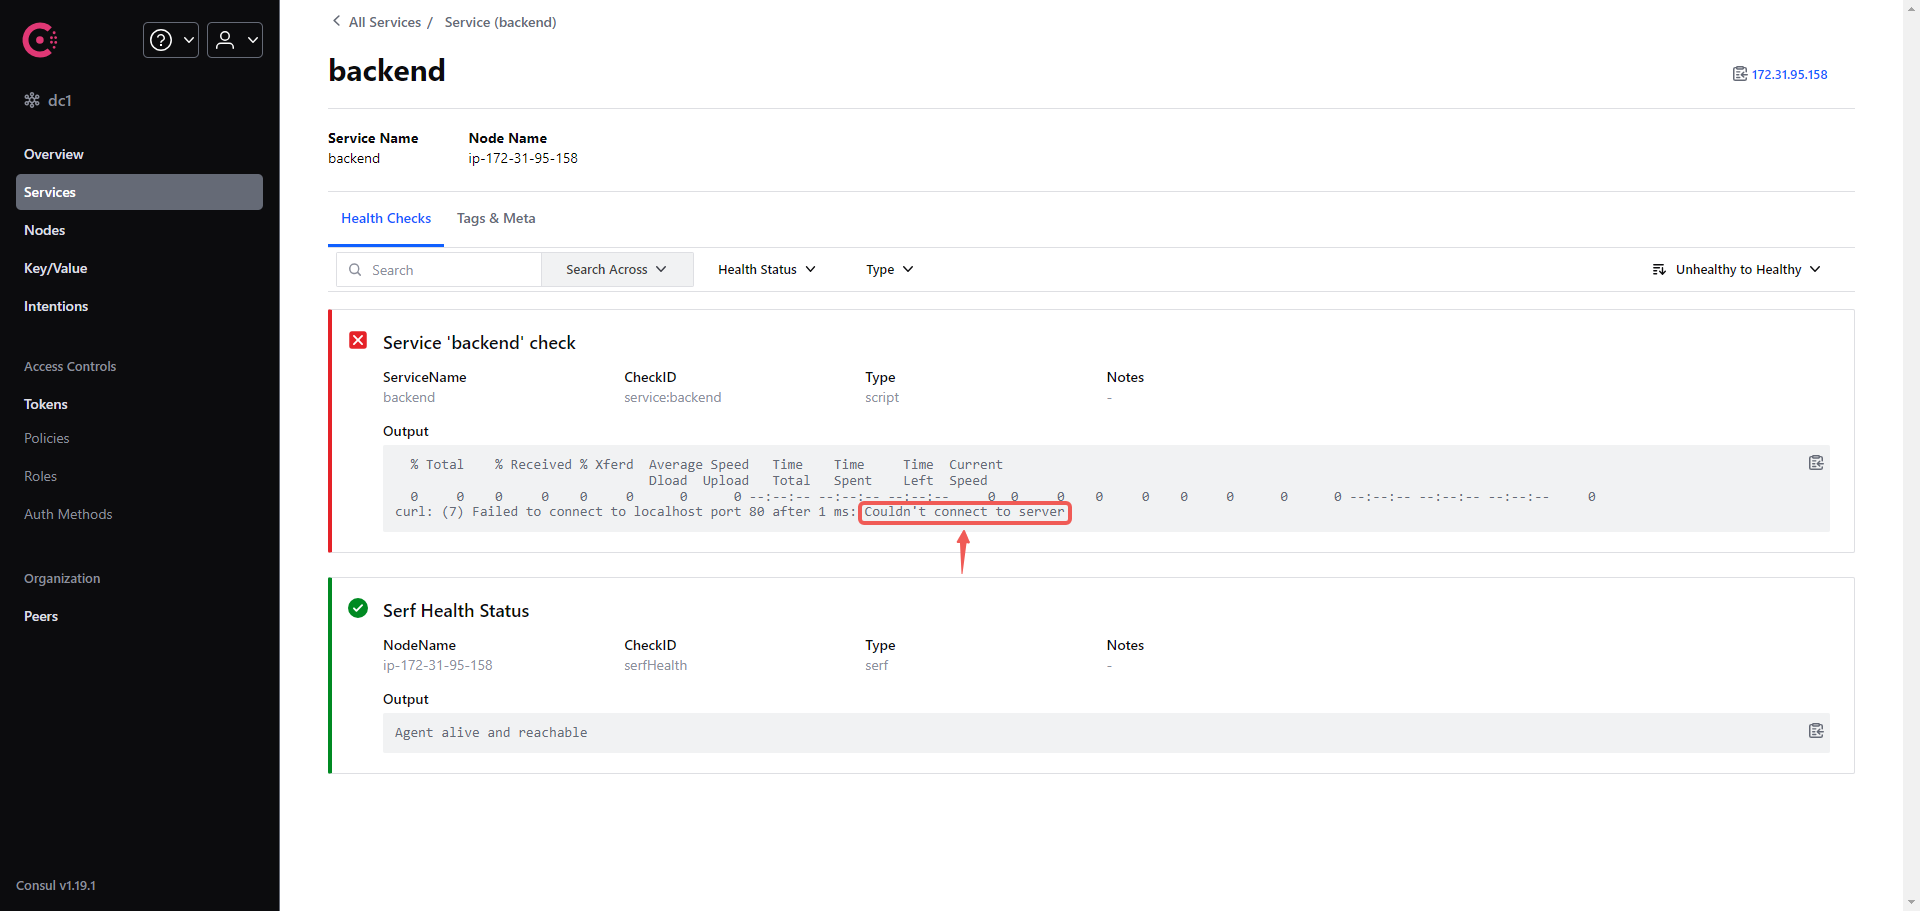 All Services / Service (backend)
backend
172.31.95.158
dc1
Service Name Node Name
backend ip-172-31-95-158
Overview
Services
Nodes
Key/Value
Intentions
Access Controls
Tokens
Policies
Roles
Auth Methods
Organization
Peers
Consul v1.19.1
Health Checks Tags & Meta
Search Search Across Health Status Type Unhealthy to Healthy
Service 'backend' check
ServiceName CheckID Type Notes
backend service:backend script -
Output
% Total % Received % Xferd Average Speed Time Time Time Current
Dload Upload Total Spent Left Speed
0 0 0 0 0 0 0 0 --:--:-- --:--:-- --:--:-- 0 0 0 0 0 0 0 0 0 --:--:-- --:--:-- --:--:-- 0
curl: (7) Failed to connect to localhost port 80 after 1 ms: Couldn't connect to server
Serf Health Status
NodeName CheckID Type Notes
ip-172-31-95-158 serfHealth serf -
Output
Agent alive and reachable